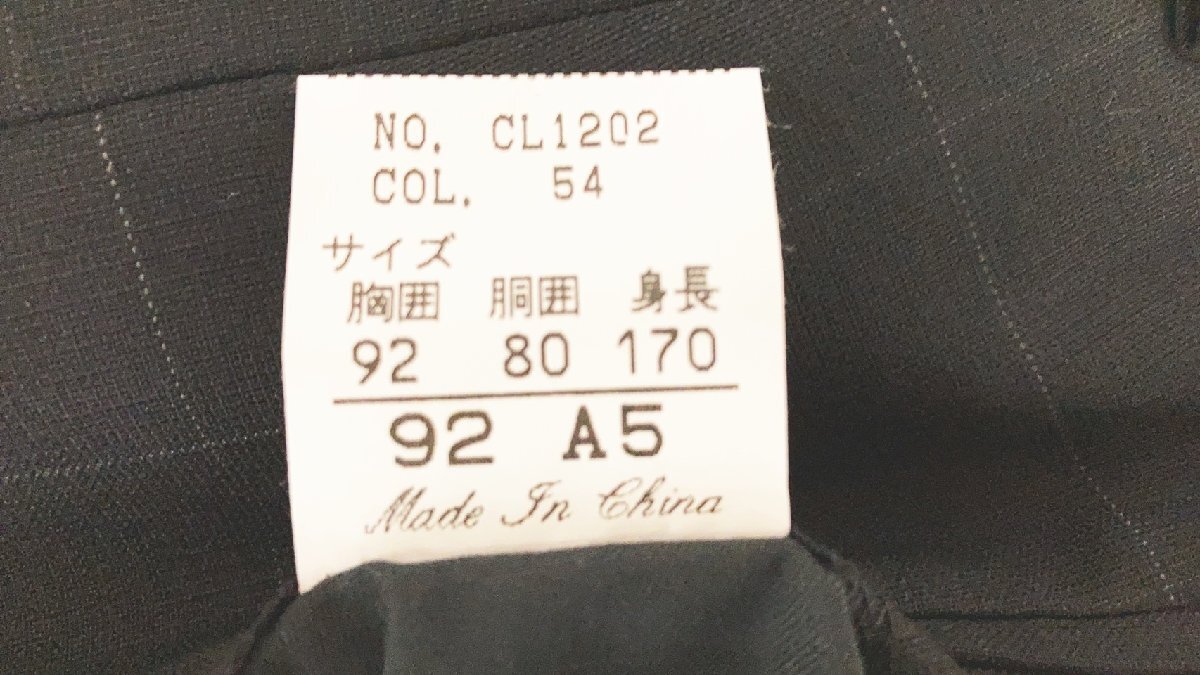 NO. CL1202
COL. 54
サイズ
胸囲 胴囲 身長
92 80 170
92 A5
Made In China